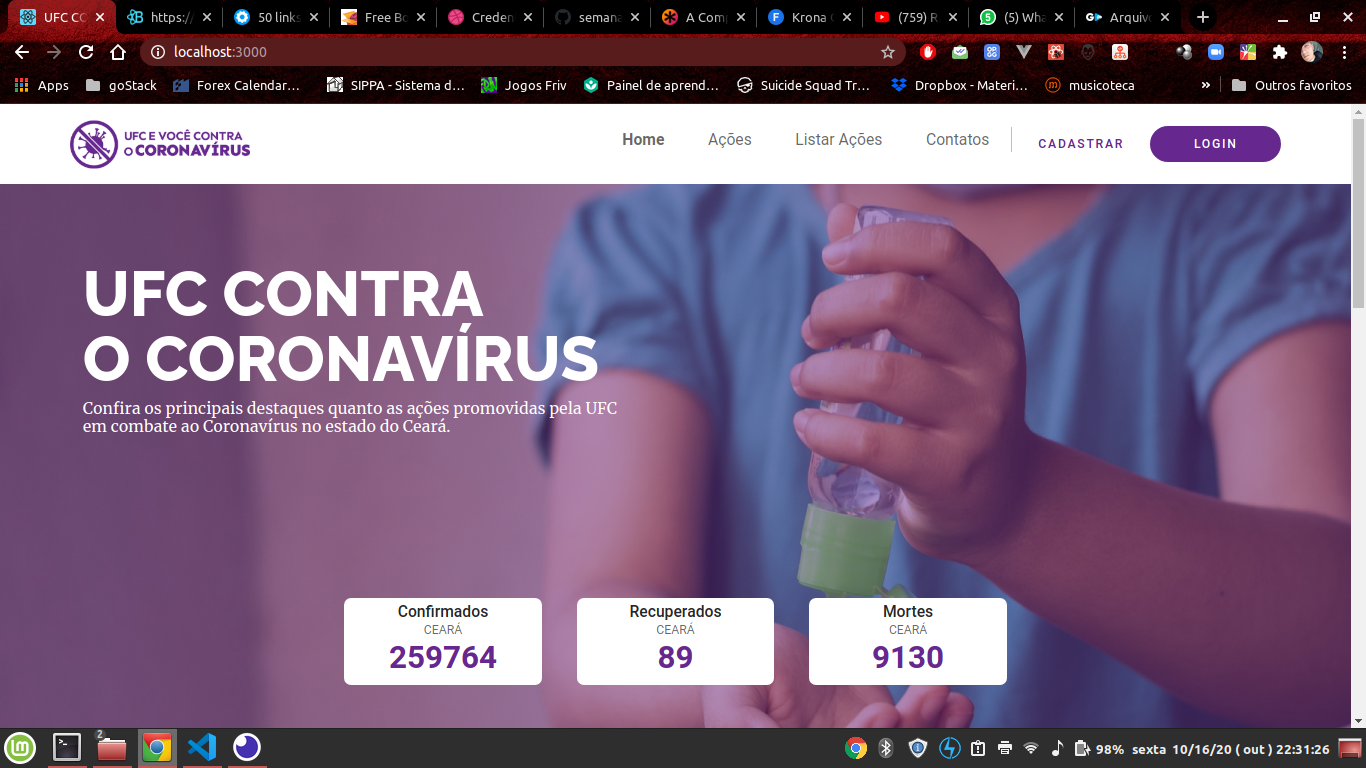 UFC CO
https:/
50 links
Free Bo
Creden
semana
A Comp
Krona
(759) R
(5) Wha
Arquivo
localhost:3000
Apps
goStack
Forex Calendar...
SIPPA - Sistema d...
Jogos Friv
Painel de aprend...
Suicide Squad Tr...
Dropbox - Materi...
musicoteca
»
Outros favoritos
UFC E VOCÊ CONTRA
O CORONAVÍRUS
Home
Ações
Listar Ações
Contatos
CADASTRAR
LOGIN
UFC CONTRA
O CORONAVÍRUS
Confira os principais destaques quanto as ações promovidas pela UFC
em combate ao Coronavírus no estado do Ceará.
Confirmados
CEARÁ
259764
Recuperados
CEARÁ
89
Mortes
CEARÁ
9130
2
98%
sexta 10/16/20 ( out ) 22:31:26